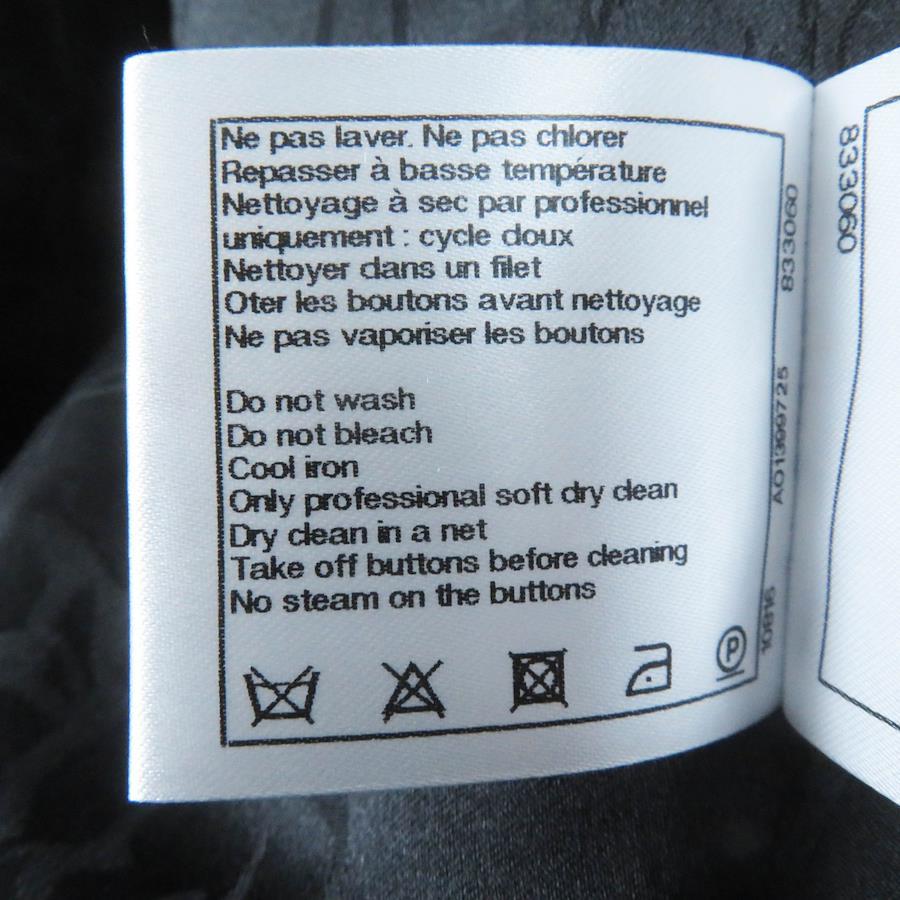 Ne pas laver. Ne pas chlorer
Repasser à basse température
Nettoyage à sec par professionnel
uniquement : cycle doux
Nettoyer dans un filet
Oter les boutons avant nettoyage
Ne pas vaporiser les boutons
Do not wash
Do not bleach
Cool iron
Only professional soft dry clean
Dry clean in a net
Take off buttons before cleaning
No steam on the buttons
P
10816
AO1399725
833060
833060